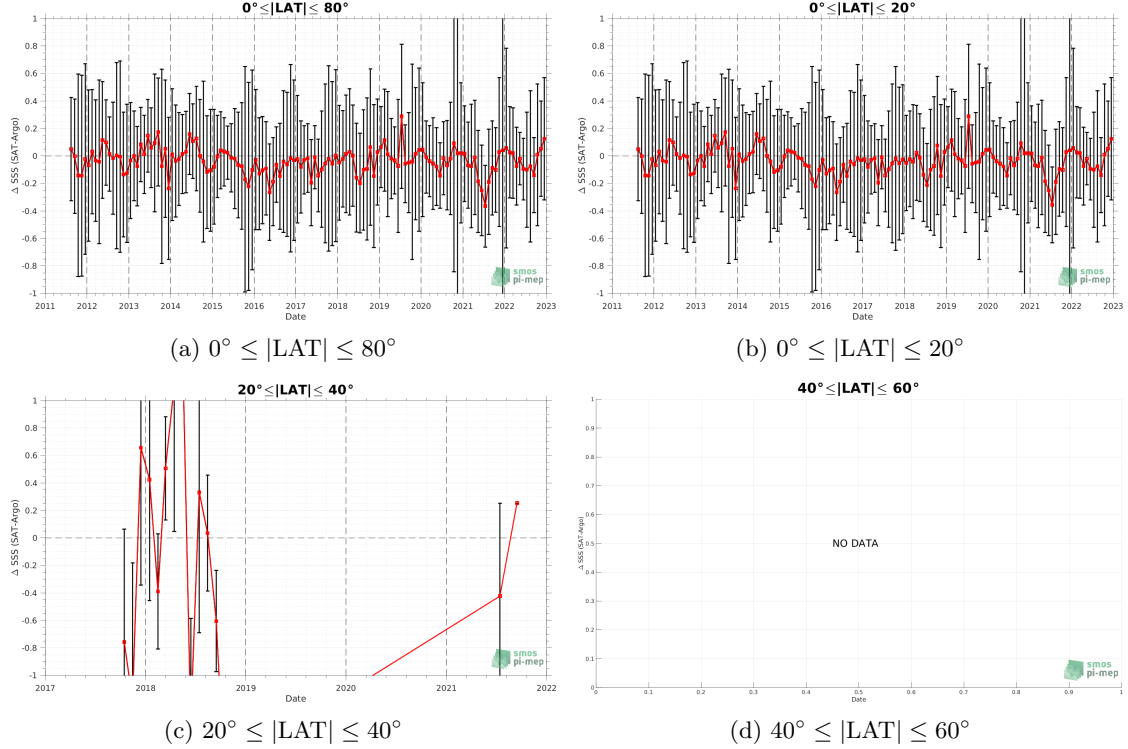 0°≤|LAT|≤ 80°
Δ SSS (SAT-Argo)
1
0.8
0.6
0.4
0.2
0
-0.2
-0.4
-0.6
-0.8
-1
2011 2012 2013 2014 2015 2016 2017 2018 2019 2020 2021 2022 2023
Date
smos
pi-mep
(a) 0° ≤ |LAT| ≤ 80°
0°≤|LAT|≤ 20°
Δ SSS (SAT-Argo)
1
0.8
0.6
0.4
0.2
0
-0.2
-0.4
-0.6
-0.8
-1
2011 2012 2013 2014 2015 2016 2017 2018 2019 2020 2021 2022 2023
Date
smos
pi-mep
(b) 0° ≤ |LAT| ≤ 20°
20°≤|LAT|≤ 40°
Δ SSS (SAT-Argo)
1
0.8
0.6
0.4
0.2
0
-0.2
-0.4
-0.6
-0.8
-1
2017 2018 2019 2020 2021 2022
Date
smos
pi-mep
(c) 20° ≤ |LAT| ≤ 40°
40°≤|LAT|≤ 60°
Δ SSS (SAT-Argo)
1
0.9
0.8
0.7
0.6
0.5
0.4
0.3
0.2
0.1
0
NO DATA
0 0.1 0.2 0.3 0.4 0.5 0.6 0.7 0.8 0.9 1
Date
smos
pi-mep
(d) 40° ≤ |LAT| ≤ 60°